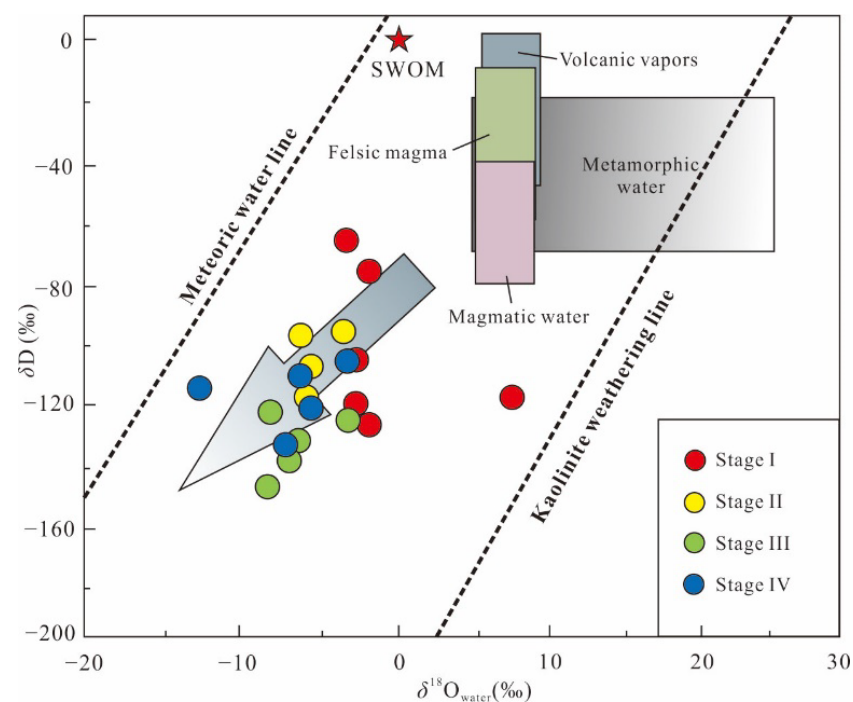 0
SWOM
Volcanic vapors
Meteoric water line
Felsic magma
−40
Metamorphic
water
−80
Magmatic water
δD (‰)
−120
Kaolinite weathering line
Stage I
Stage II
−160
Stage III
Stage IV
−200
−20
−10
0
10
20
30
δ¹⁸O_water(‰)